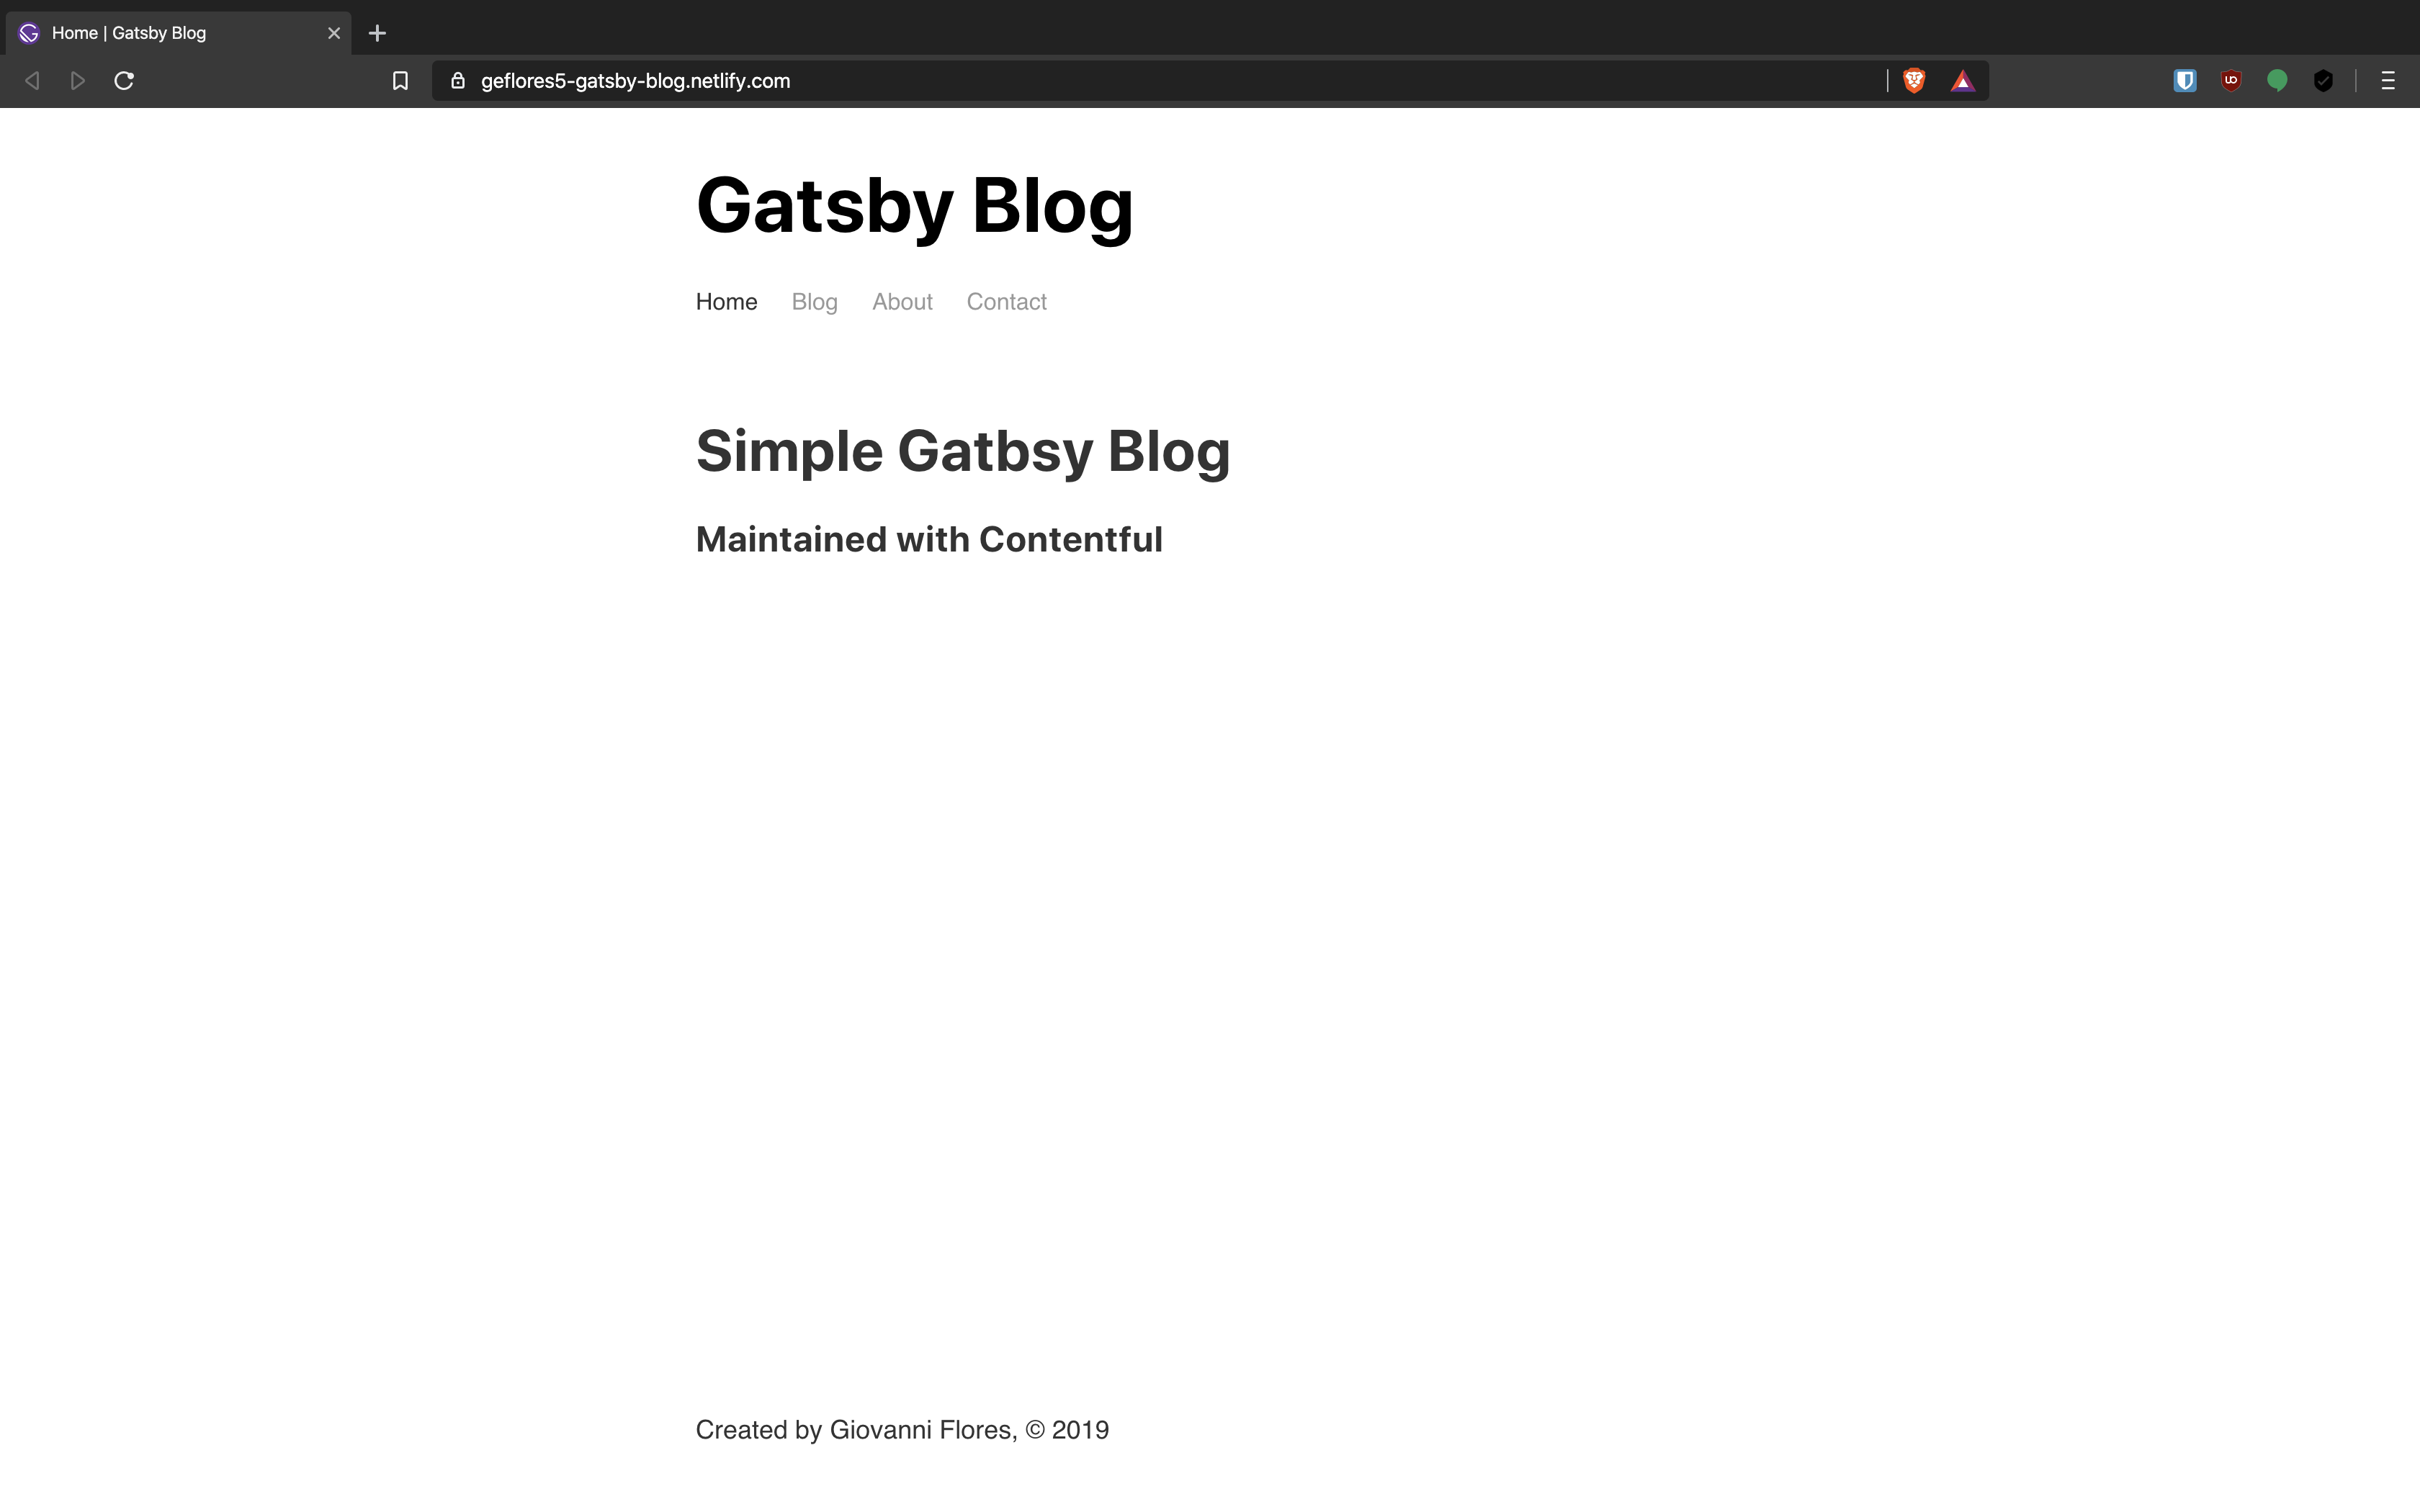 Home | Gatsby Blog
geflores5-gatsby-blog.netlify.com
Gatsby Blog
Home Blog About Contact
Simple Gatbsy Blog
Maintained with Contentful
Created by Giovanni Flores, © 2019